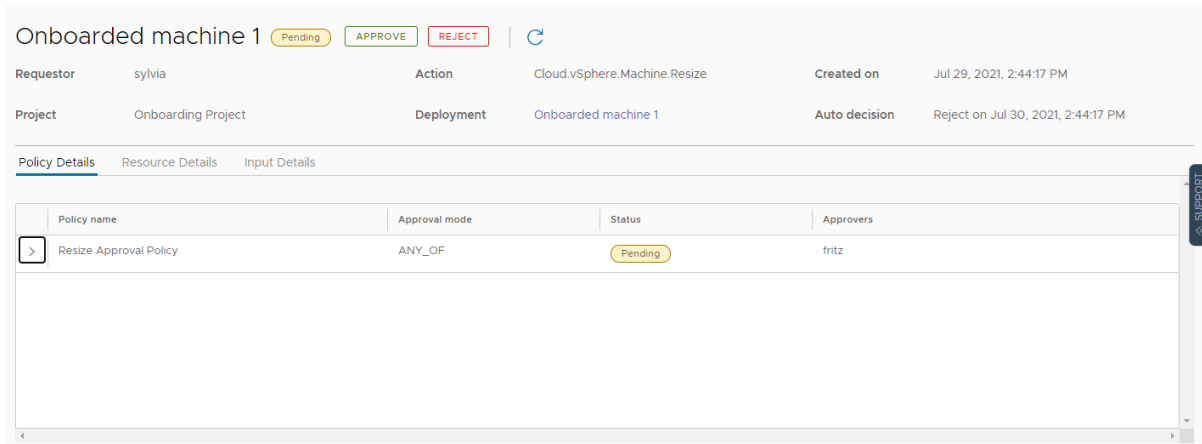 Onboarded machine 1 Pending APPROVE REJECT
Requestor sylvia Action Cloud.vSphere.Machine.Resize Created on Jul 29, 2021, 2:44:17 PM
Project Onboarding Project Deployment Onboarded machine 1 Auto decision Reject on Jul 30, 2021, 2:44:17 PM
Policy Details Resource Details Input Details
SUPPORT
Policy name Approval mode Status Approvers
Resize Approval Policy ANY_OF Pending fritz